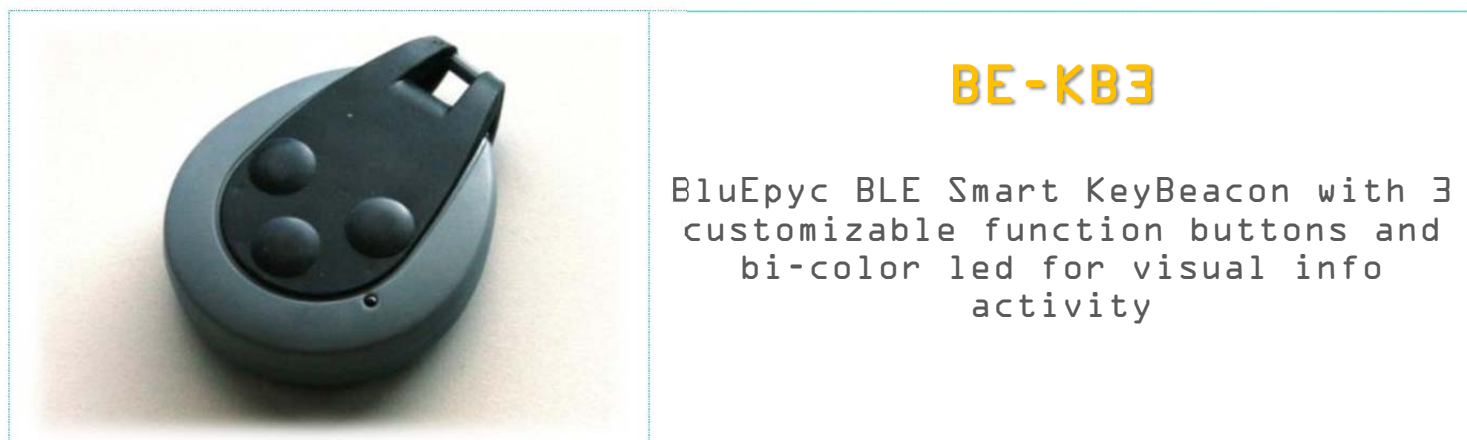 BE-KB3
BluEpyc BLE Smart KeyBeacon with 3
customizable function buttons and
bi-color led for visual info
activity